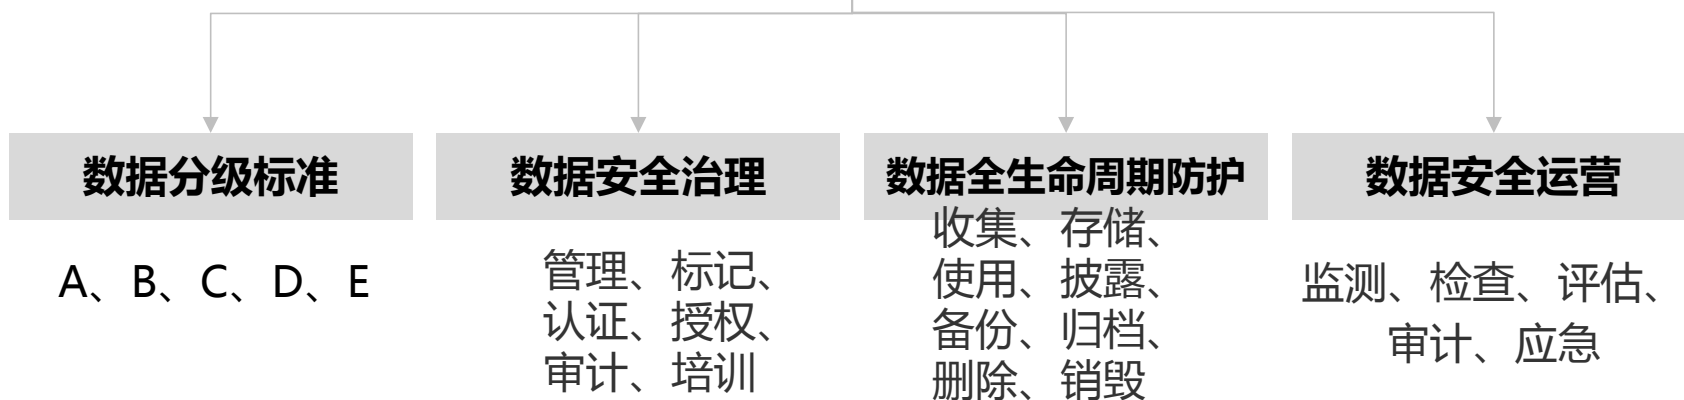 数据分级标准
A、B、C、D、E
数据安全治理
管理、标记、
认证、授权、
审计、培训
数据全生命周期防护
收集、存储、
使用、披露、
备份、归档、
删除、销毁
数据安全运营
监测、检查、评估、
审计、应急